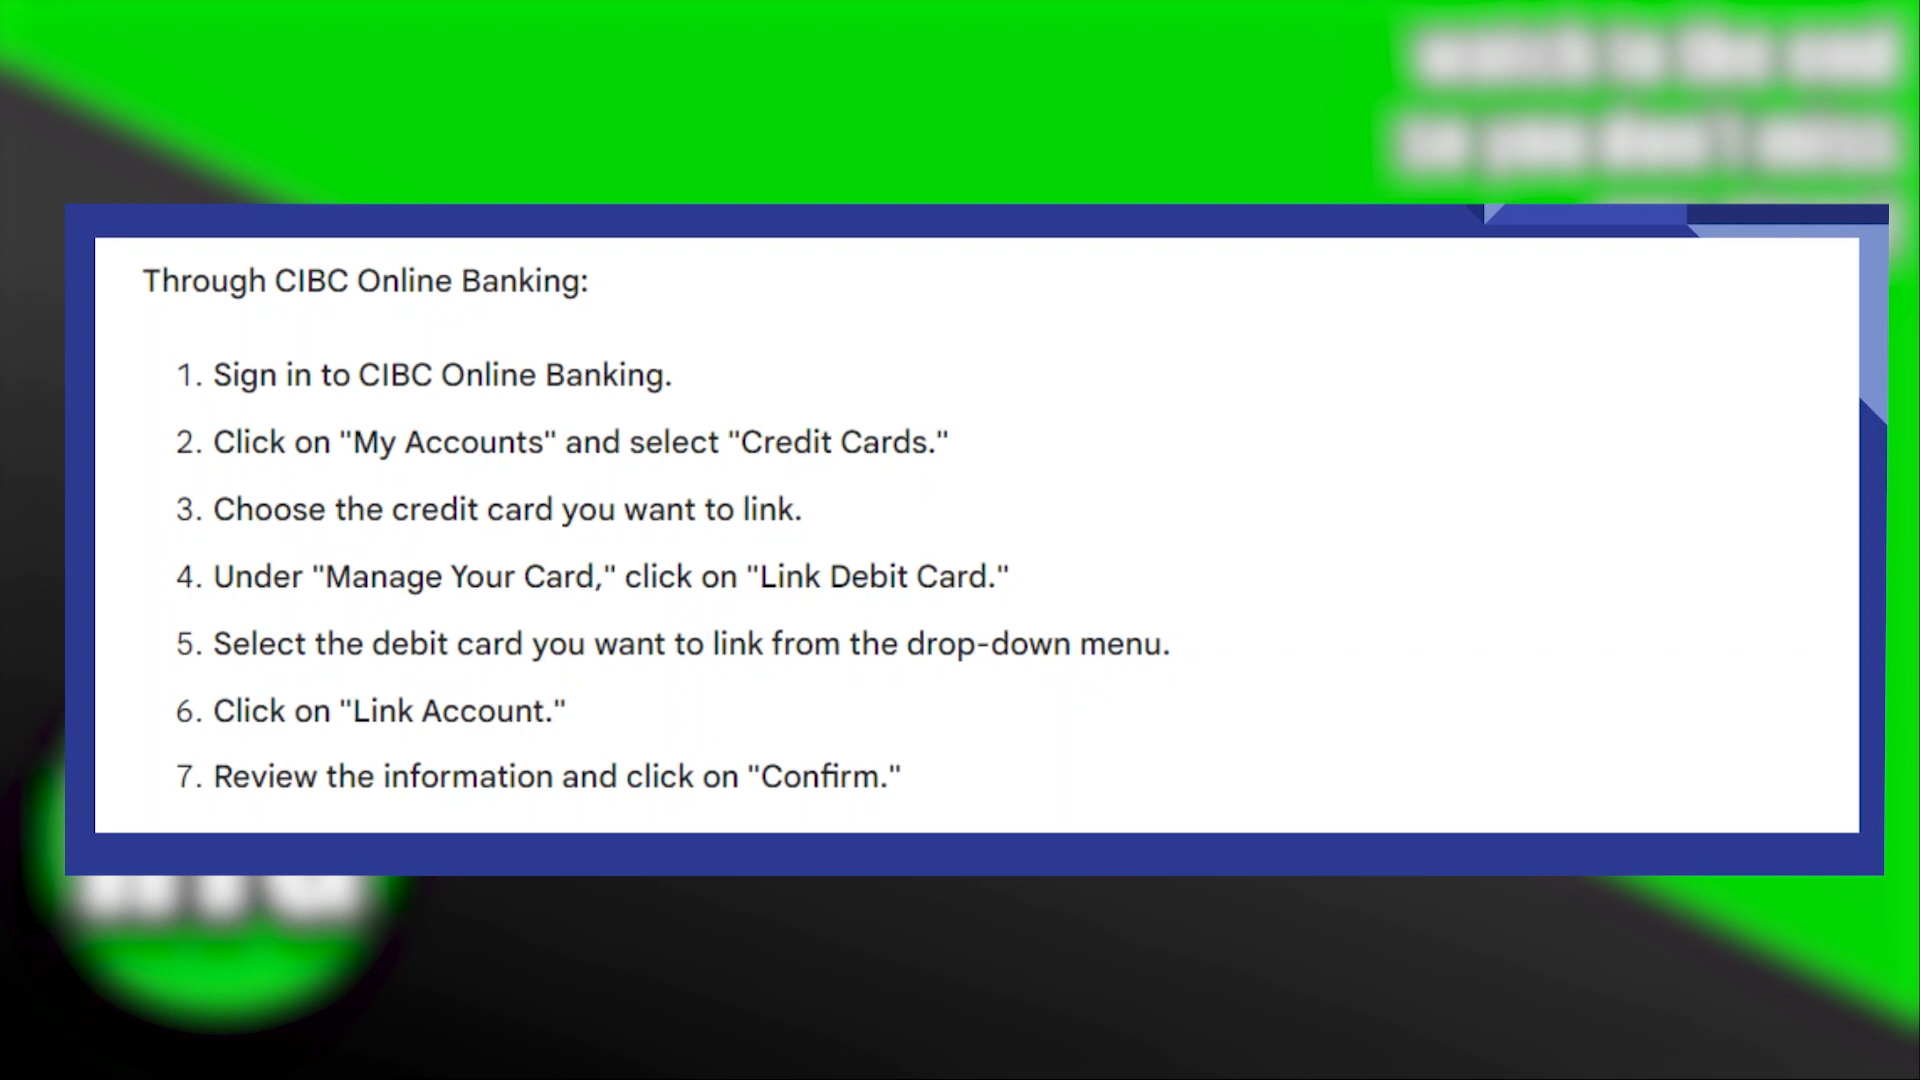 Through CIBC Online Banking:
1. Sign in to CIBC Online Banking.
2. Click on "My Accounts" and select "Credit Cards."
3. Choose the credit card you want to link.
4. Under "Manage Your Card," click on "Link Debit Card."
5. Select the debit card you want to link from the drop-down menu.
6. Click on "Link Account."
7. Review the information and click on "Confirm."